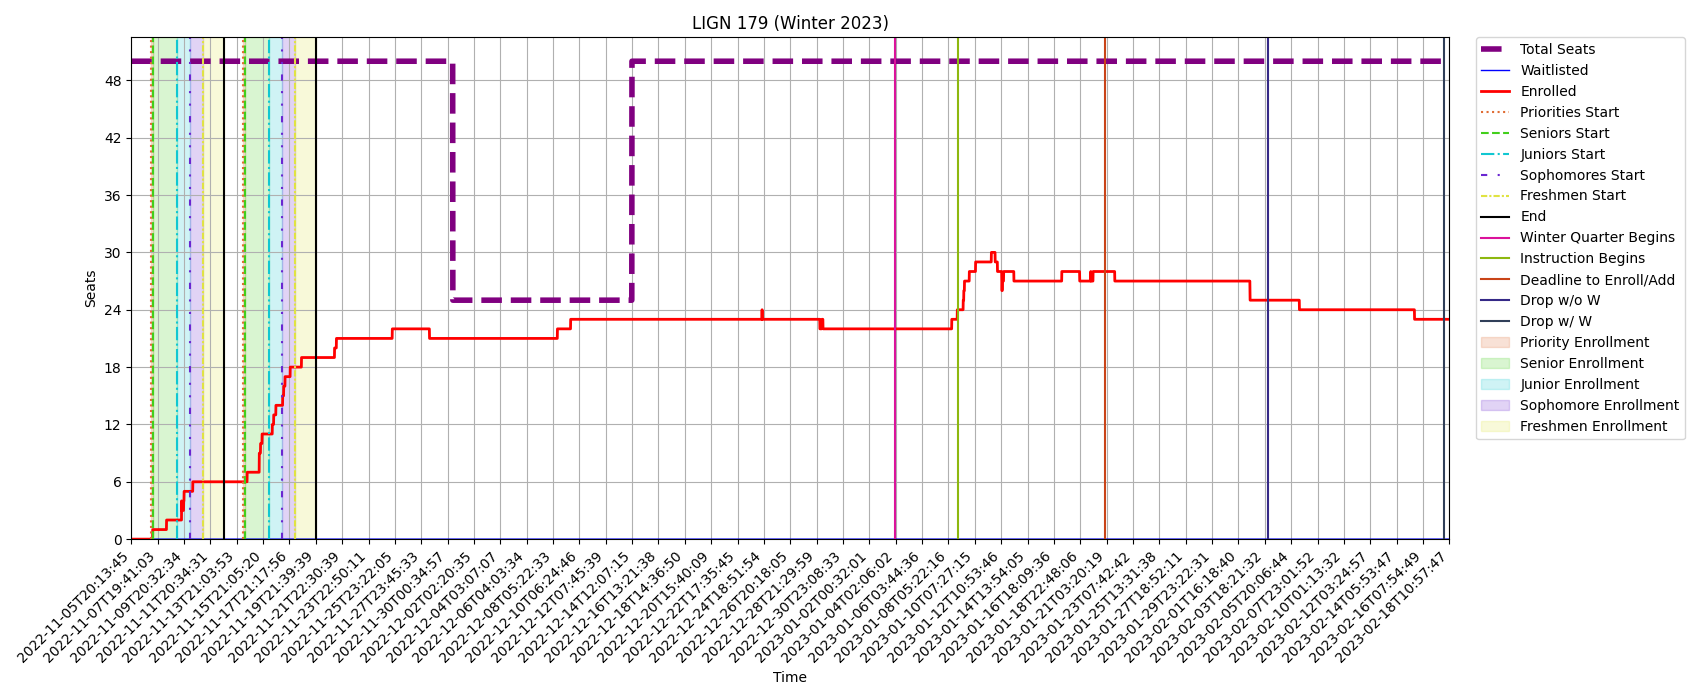 LIGN 179 (Winter 2023)
Seats
48
42
36
30
24
18
12
6
0
2022-11-05T20:13:45
2022-11-07T19:41:03
2022-11-09T20:32:34
2022-11-11T20:34:31
2022-11-13T21:03:53
2022-11-15T21:05:20
2022-11-17T21:17:56
2022-11-19T21:39:39
2022-11-21T22:30:39
2022-11-23T22:50:11
2022-11-25T23:22:05
2022-11-27T23:45:33
2022-11-30T00:34:57
2022-12-02T02:20:35
2022-12-04T03:07:07
2022-12-06T04:03:34
2022-12-08T05:22:33
2022-12-10T06:24:46
2022-12-12T07:45:39
2022-12-14T12:07:15
2022-12-16T13:21:38
2022-12-18T14:36:50
2022-12-20T15:40:09
2022-12-22T17:35:45
2022-12-24T18:51:54
2022-12-26T20:18:05
2022-12-28T21:29:59
2022-12-30T23:08:33
2023-01-02T00:32:01
2023-01-04T02:06:02
2023-01-06T03:44:36
2023-01-08T05:22:16
2023-01-10T07:27:15
2023-01-12T10:53:46
2023-01-14T13:54:05
2023-01-16T18:09:36
2023-01-18T22:48:06
2023-01-21T03:20:19
2023-01-23T07:42:42
2023-01-25T13:31:38
2023-01-27T18:52:11
2023-01-29T23:22:31
2023-02-01T16:18:40
2023-02-03T18:21:32
2023-02-05T20:06:44
2023-02-07T23:01:52
2023-02-10T01:13:32
2023-02-12T03:24:57
2023-02-14T05:53:47
2023-02-16T07:54:49
2023-02-18T10:57:47
Time
Total Seats
Waitlisted
Enrolled
Priorities Start
Seniors Start
Juniors Start
Sophomores Start
Freshmen Start
End
Winter Quarter Begins
Instruction Begins
Deadline to Enroll/Add
Drop w/o W
Drop w/ W
Priority Enrollment
Senior Enrollment
Junior Enrollment
Sophomore Enrollment
Freshmen Enrollment